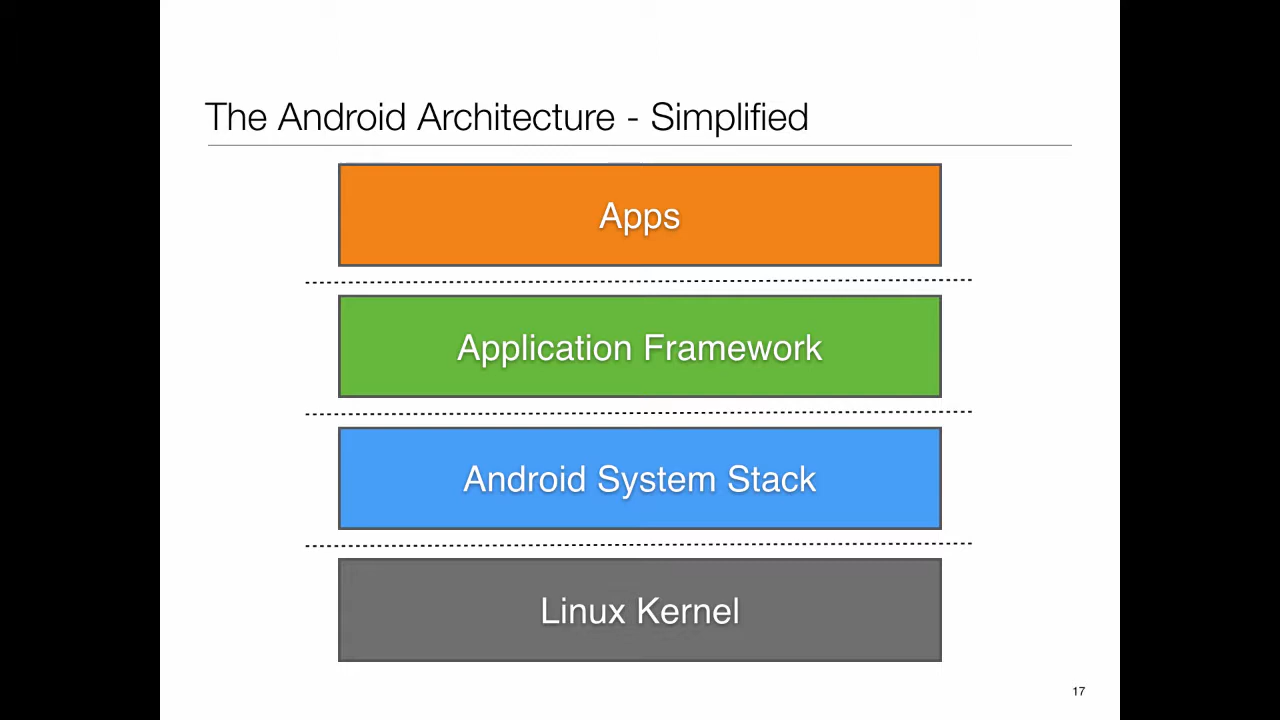 The Android Architecture - Simplified
Apps
Application Framework
Android System Stack
Linux Kernel
17